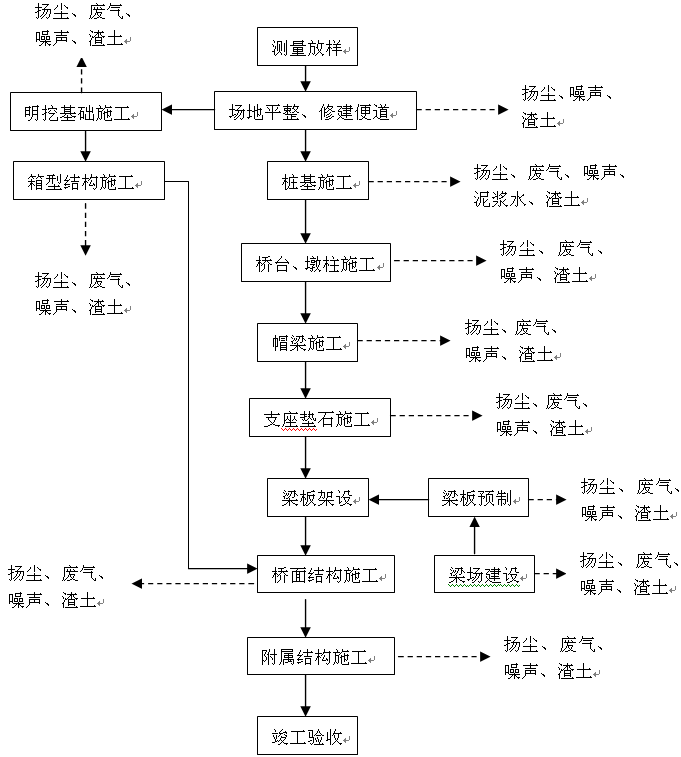 扬尘、废气、
噪声、渣土
测量放样
明挖基础施工
场地平整、修建便道
扬尘、噪声、
渣土
箱型结构施工
桩基施工
扬尘、废气、噪声、
泥浆水、渣土
扬尘、废气、
噪声、渣土
桥台、墩柱施工
扬尘、废气、
噪声、渣土
帽梁施工
扬尘、废气、
噪声、渣土
支座垫石施工
扬尘、废气、
噪声、渣土
梁板架设
梁板预制
扬尘、废气、
噪声、渣土
扬尘、废气、
噪声、渣土
桥面结构施工
梁场建设
扬尘、废气、
噪声、渣土
附属结构施工
扬尘、废气、
噪声、渣土
竣工验收